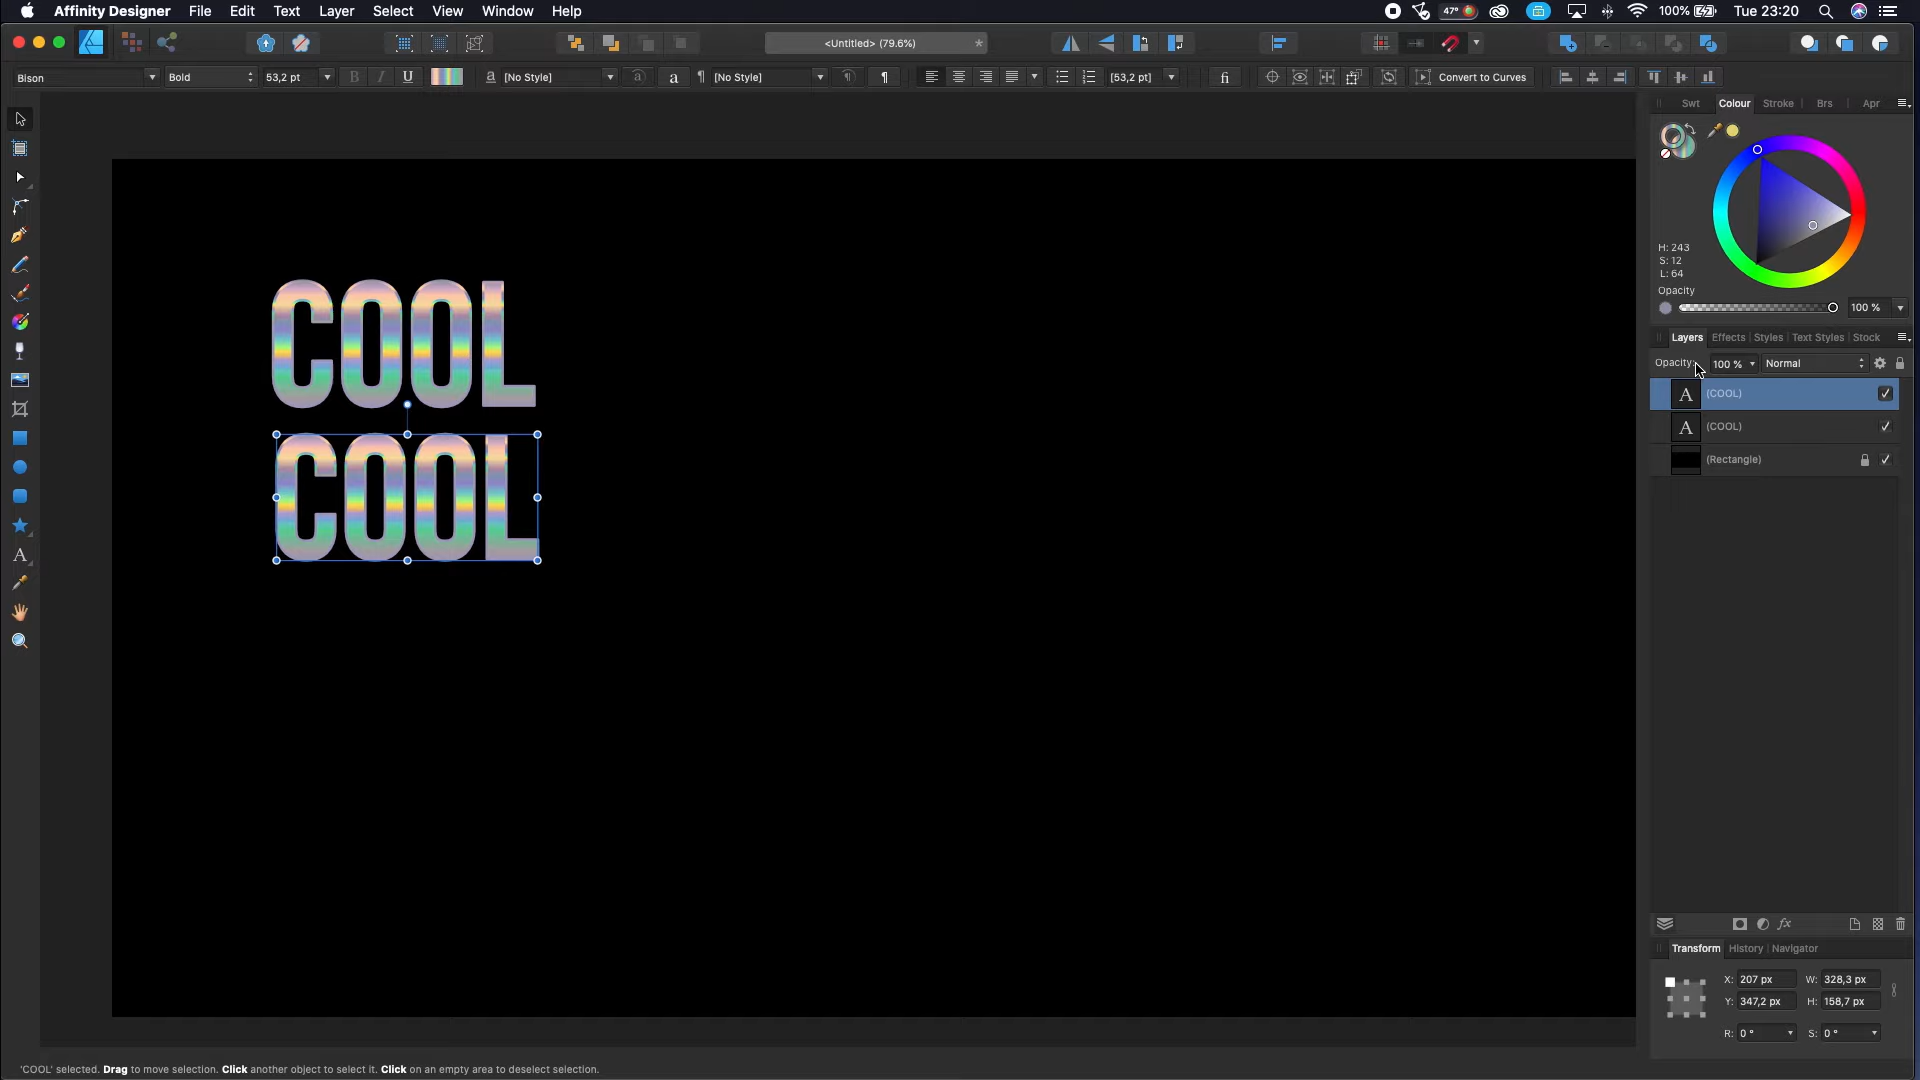 Affinity Designer File Edit Text Layer Select View Window Help
47° 100% Tue 23:20
<Untitled> (79.6%) *
Bison Bold 53,2 pt B I U a [No Style] a a ¶ [No Style] ¶ ¶ [53,2 pt] fi Convert to Curves
Swt Colour Stroke Brs Apr
H: 243
S: 12
L: 64
Opacity
100 %
Layers Effects Styles Text Styles Stock
Opacity: 100 % Normal
A (COOL)
A (COOL)
(Rectangle)
COOL
COOL
A
fx
Transform History Navigator
X: 207 px W: 328,3 px
Y: 347,2 px H: 158,7 px
R: 0 ° S: 0 °
'COOL' selected. Drag to move selection. Click another object to select it. Click on an empty area to deselect selection.